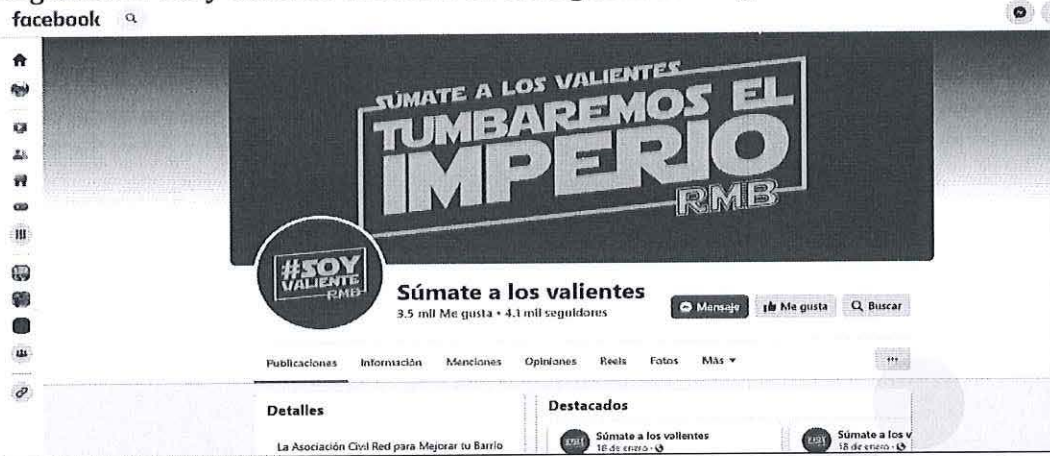 facebook
SÚMATE A LOS VALIENTES
TUMBAREMOS EL
IMPERIO
RMB
#SOY
VALIENTE
RMB
Súmate a los valientes
3.5 mil Me gusta • 4.1 mil seguidores
Mensaje
Me gusta
Buscar
Publicaciones Información Menciones Opiniones Reels Fotos Más
Detalles
La Asociación Civil Red para Mejorar tu Barrio
Destacados
Súmate a los valientes
18 de enero
Súmate a los v
18 de enero